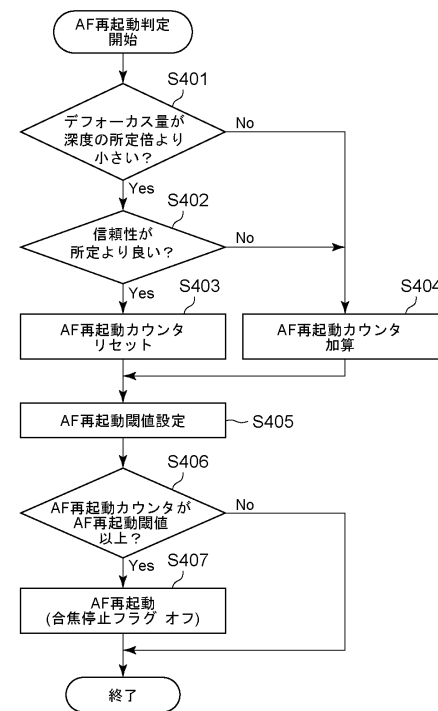 AF再起動判定
開始
S401
デフォーカス量が
深度の所定倍より
小さい?
No
Yes
S402
信頼性が
所定より良い?
No
Yes
S403
S404
AF再起動カウンタ
リセット
AF再起動カウンタ
加算
AF再起動閾値設定
S405
S406
AF再起動カウンタが
AF再起動閾値
以上?
No
Yes
S407
AF再起動
(合焦停止フラグ オフ)
終了